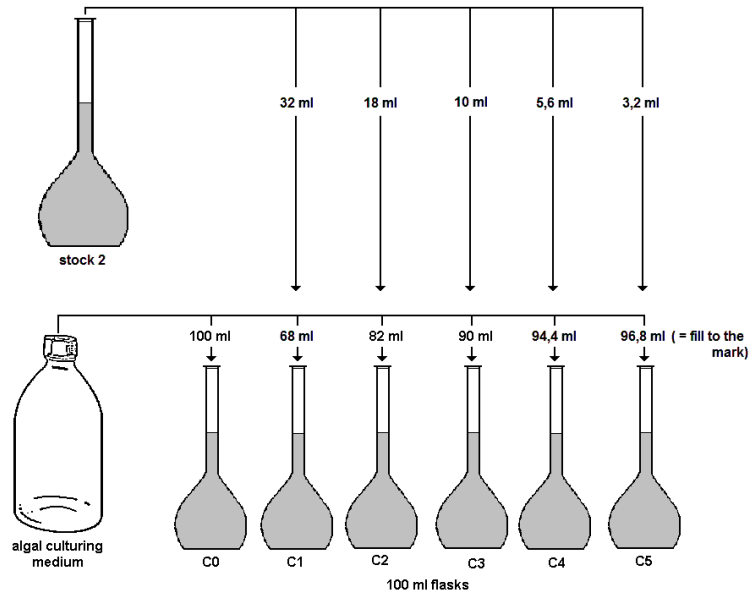 32 ml
18 ml
10 ml
5,6 ml
3,2 ml
stock 2
100 ml
68 ml
82 ml
90 ml
94,4 ml
96,8 ml ( = fill to the
mark)
algal culturing
medium
C0
C1
C2
C3
C4
C5
100 ml flasks